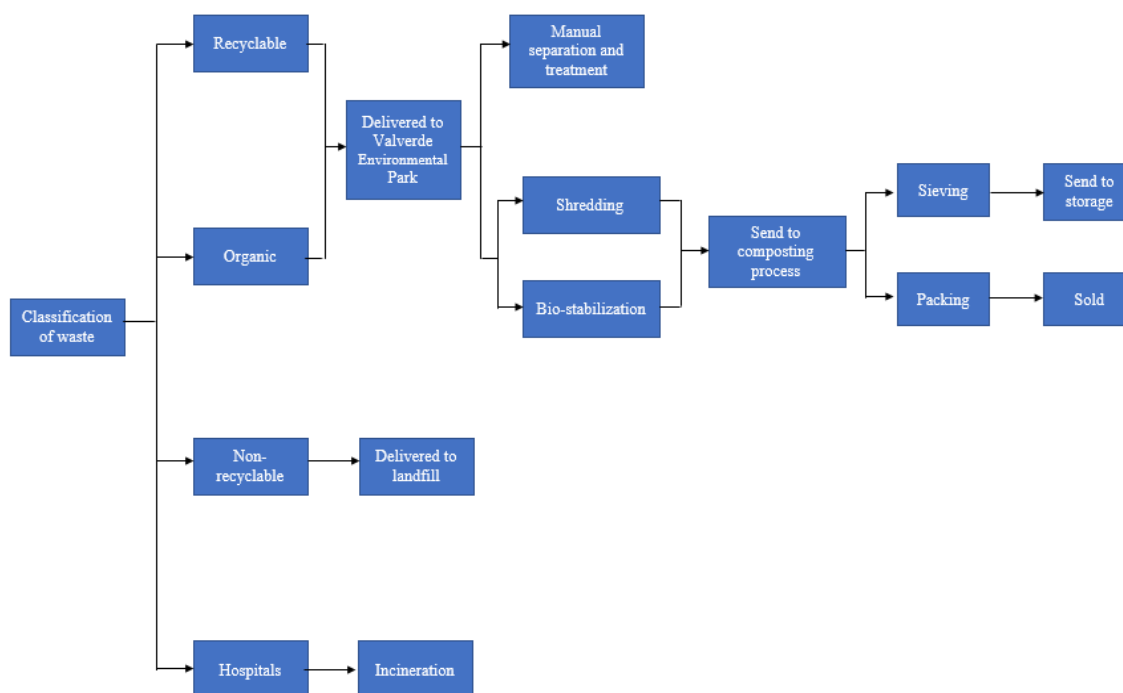 Recyclable
Manual
separation and
treatment
Delivered to
Valverde
Environmental
Park
Shredding
Sieving
Send to
storage
Organic
Send to
composting
process
Bio-stabilization
Packing
Sold
Classification
of waste
Non-
recyclable
Delivered to
landfill
Hospitals
Incineration